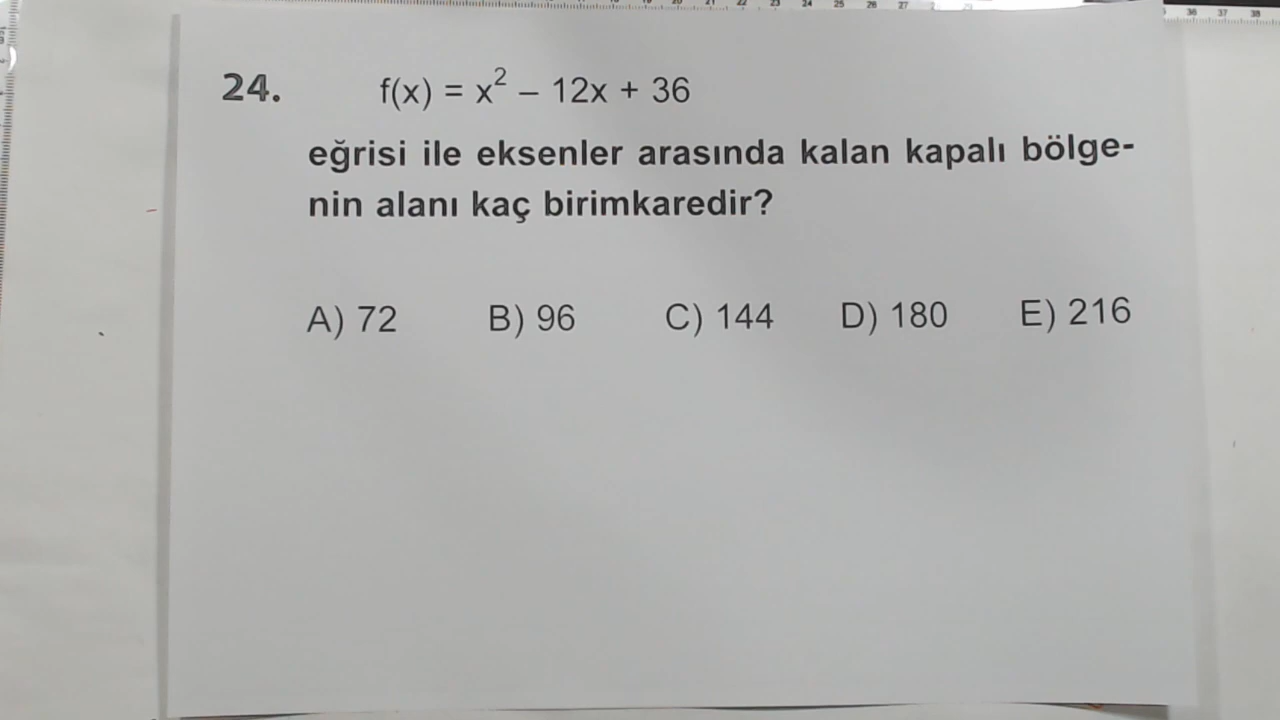 24. f(x) = x² – 12x + 36
eğrisi ile eksenler arasında kalan kapalı bölge-
nin alanı kaç birimkaredir?
A) 72 B) 96 C) 144 D) 180 E) 216